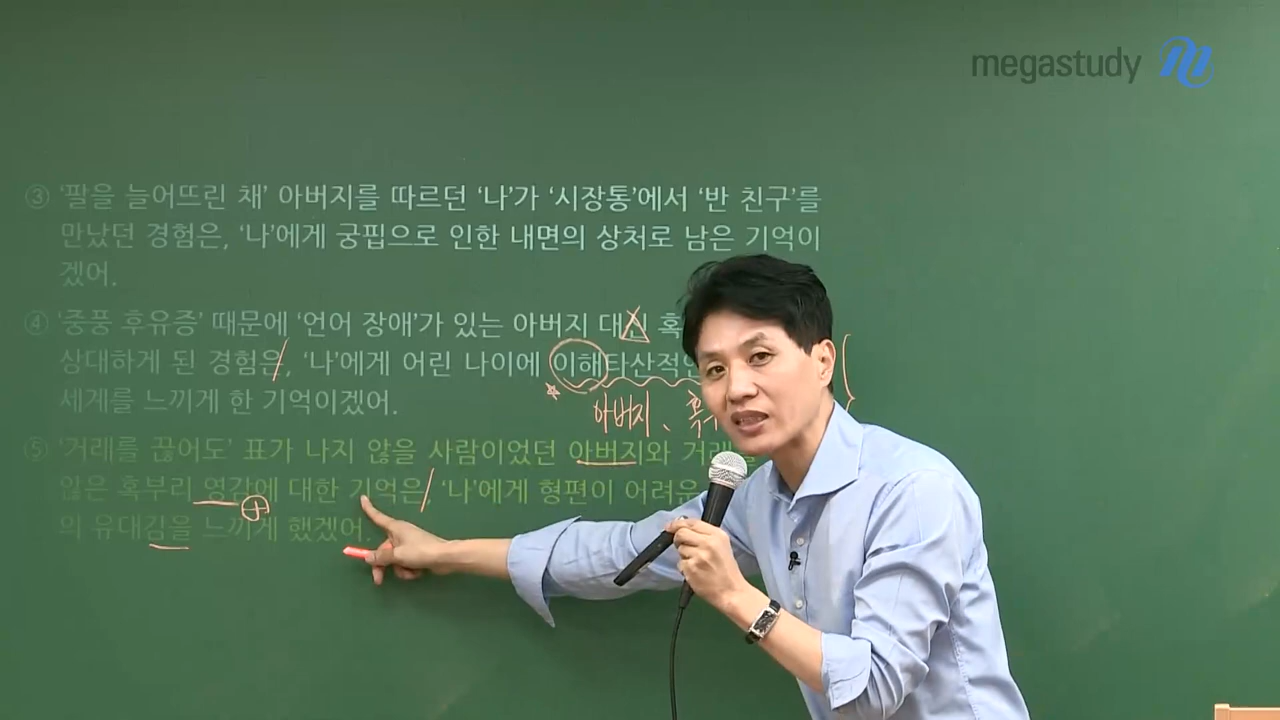 megastudy
③ ‘팔을 늘어뜨린 채’ 아버지를 따르던 ‘나’가 ‘시장통’에서 ‘반 친구’를
만났던 경험은, ‘나’에게 궁핍으로 인한 내면의 상처로 남은 기억이
겠어.
④ ‘중풍 후유증’ 때문에 ‘언어 장애’가 있는 아버지 대신
상대하게 된 경험은, ‘나’에게 어린 나이에 이해타산적인
아버지、
세계를 느끼게 한 기억이겠어.
⑤ ‘거래를 끊어도’ 표가 나지 않을 사람이었던 아버지와 거래를
않은 혹부리 영감에 대한 기억은, ‘나’에게 형편이 어려운
의 유대감을 느끼게 했겠어.